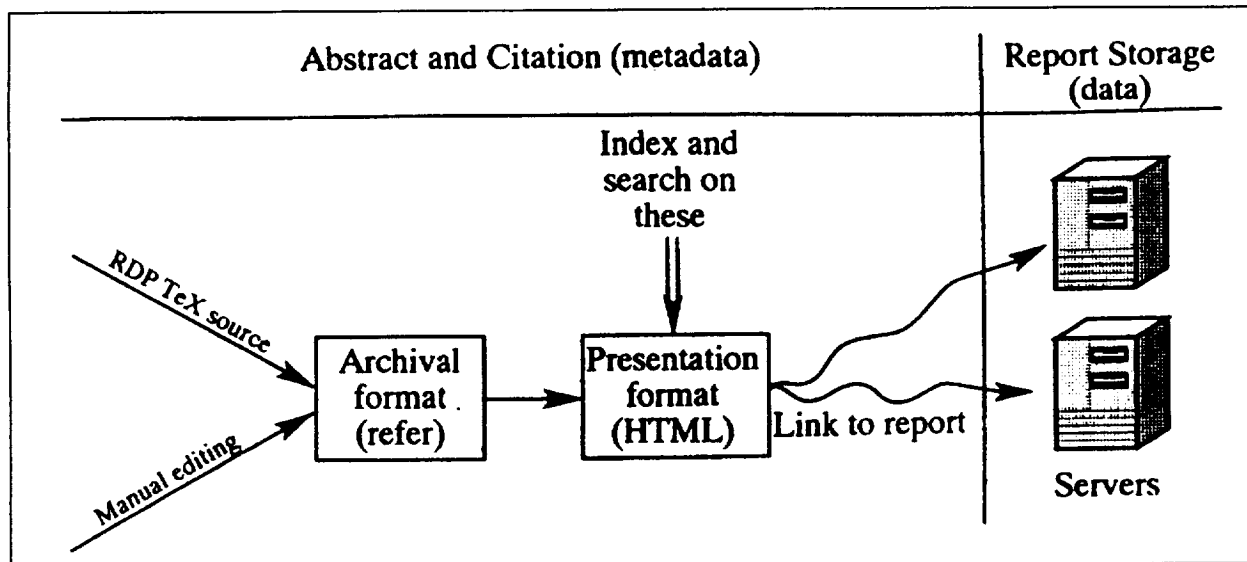 Abstract and Citation (metadata)
Report Storage
(data)
Index and
search on
these
RDP TeX source
Manual editing
Archival
format
(refer)
Presentation
format
(HTML)
Link to report
Servers